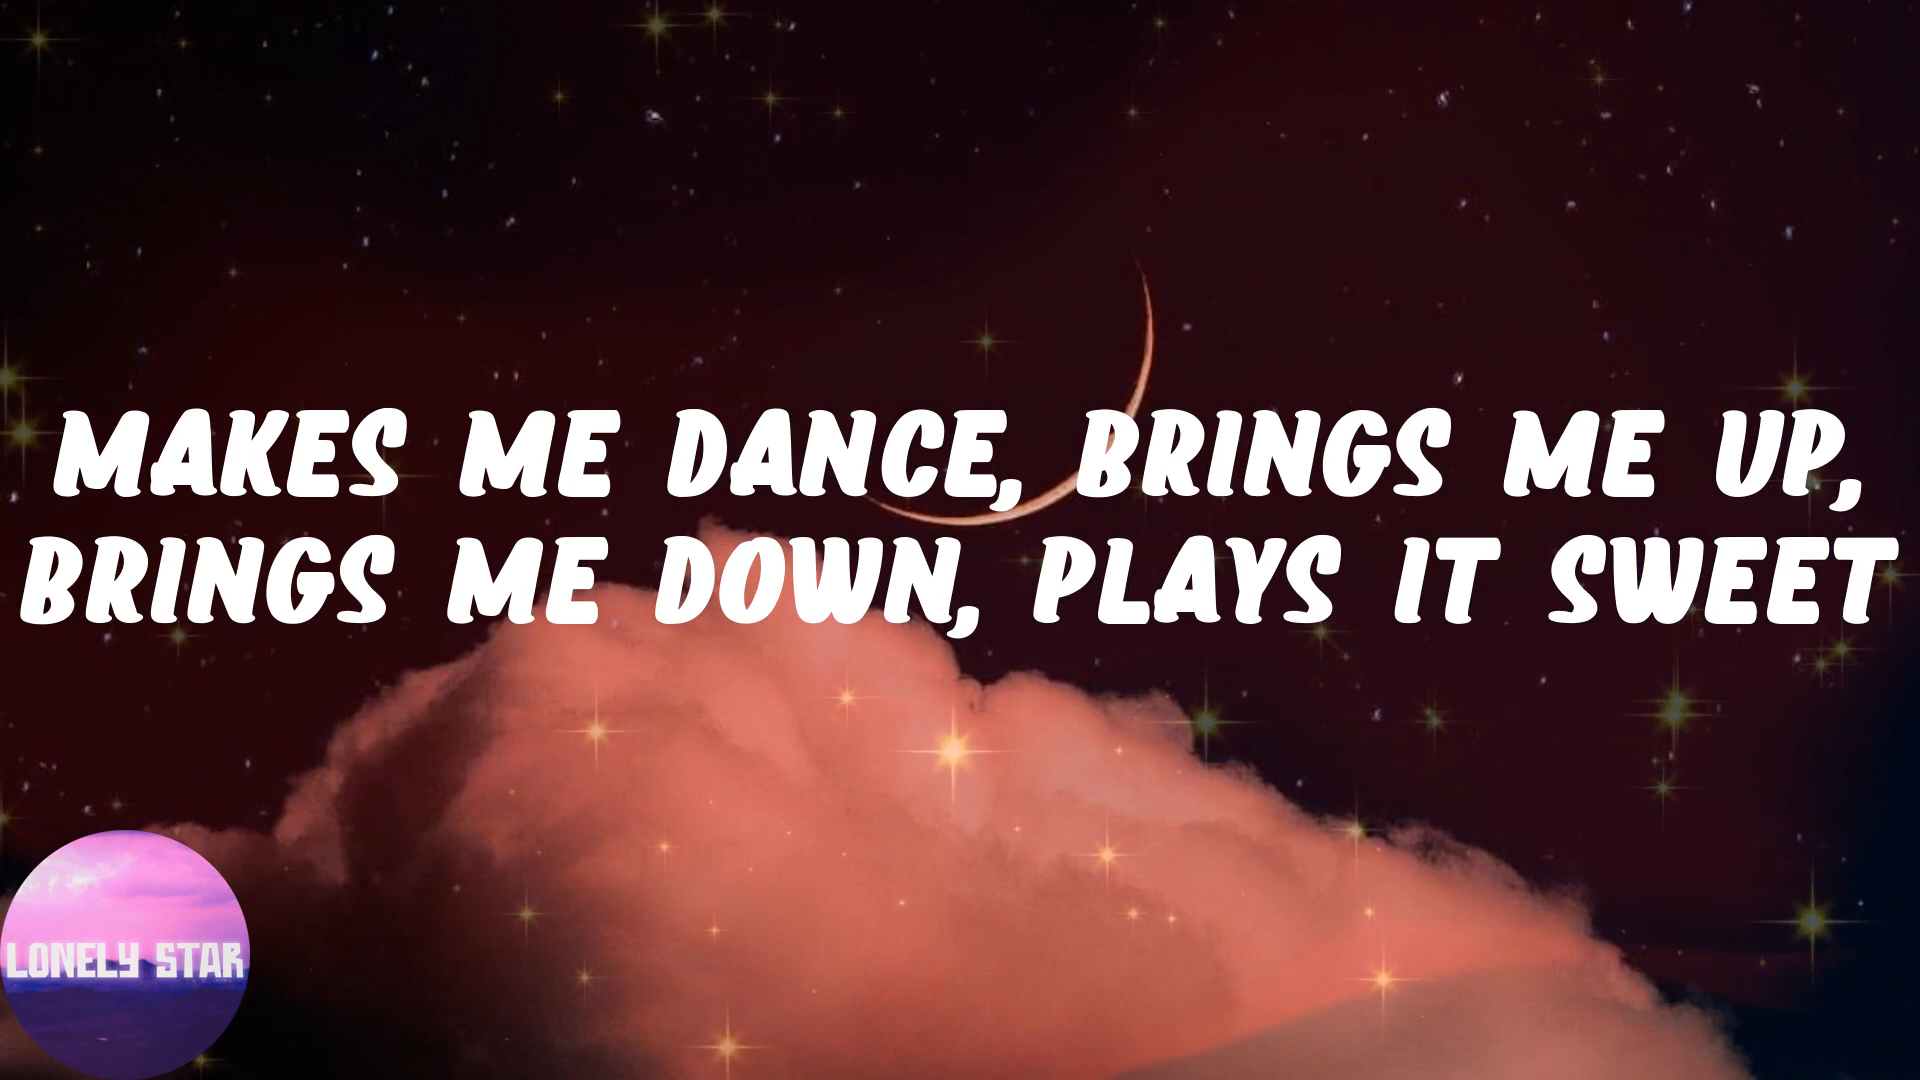 MAKES ME DANCE, BRINGS ME UP,
BRINGS ME DOWN, PLAYS IT SWEET
LONELY STAR